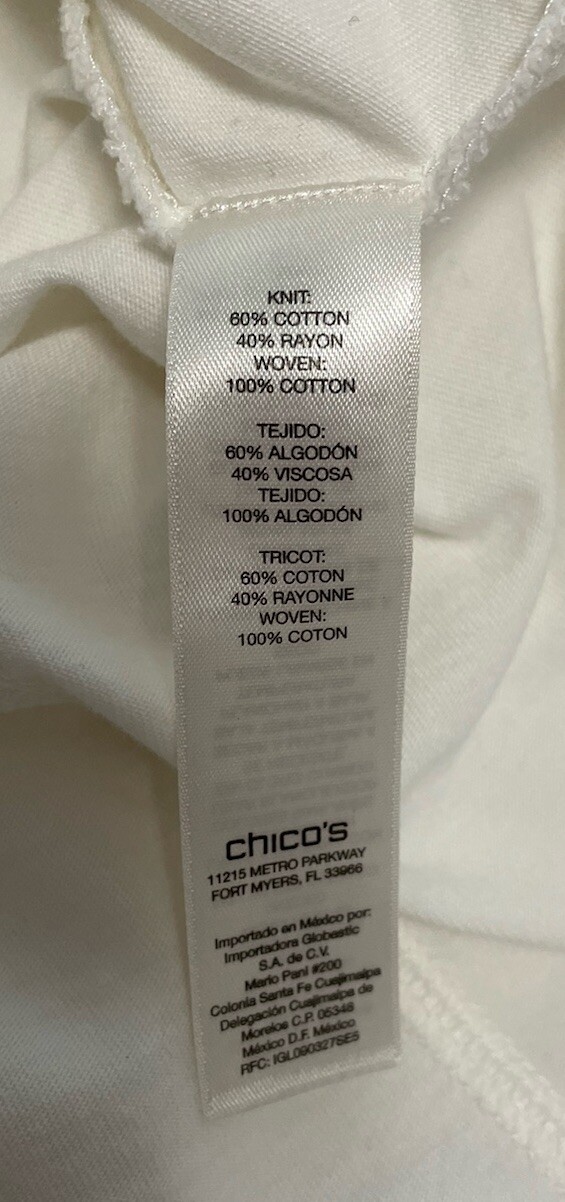 KNIT:
60% COTTON
40% RAYON
WOVEN:
100% COTTON
TEJIDO:
60% ALGODÓN
40% VISCOSA
TEJIDO:
100% ALGODÓN
TRICOT:
60% COTON
40% RAYONNE
WOVEN:
100% COTON
chico's
11215 METRO PARKWAY
FORT MYERS, FL 33966
Importado en México por:
Importadora Globastic
S.A. de C.V.
Mario Pani #200
Colonia Santa Fe Cuajimalpa
Delegación Cuajimalpa de
Morelos C.P. 05348
México D.F. México
RFC: IGL090327SE5